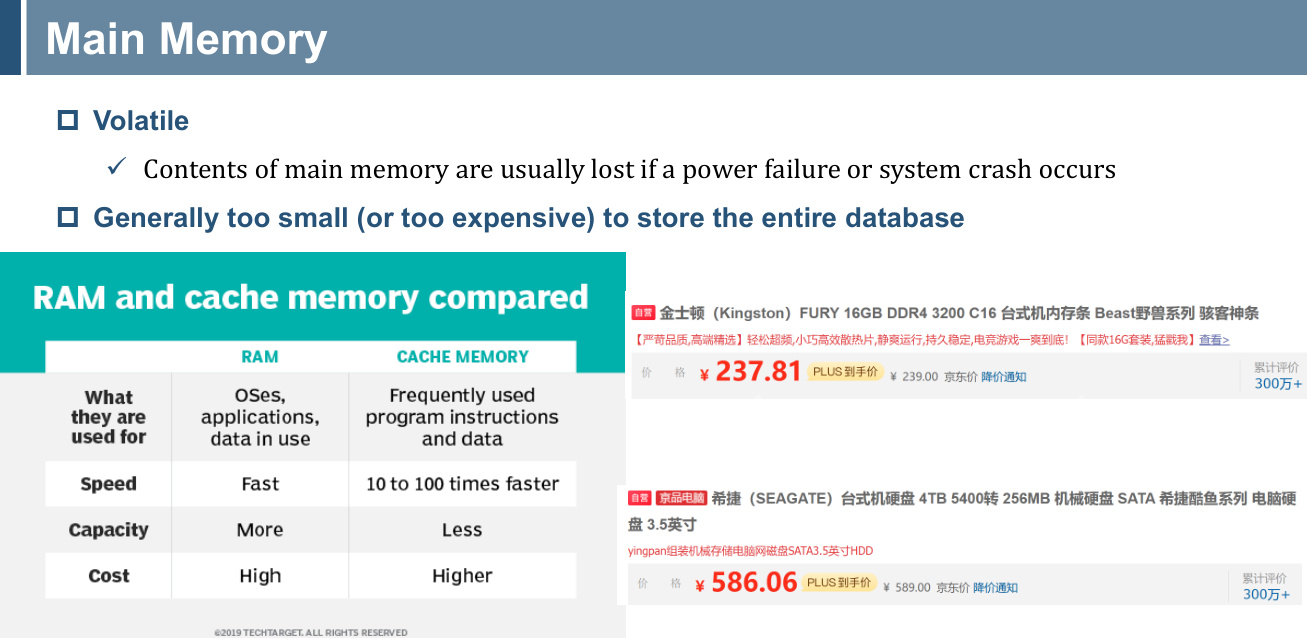 Main Memory
Volatile
Contents of main memory are usually lost if a power failure or system crash occurs
Generally too small (or too expensive) to store the entire database
RAM and cache memory compared
RAM CACHE MEMORY
What they are used for
OSes, applications, data in use
Frequently used program instructions and data
Speed Fast 10 to 100 times faster
Capacity More Less
Cost High Higher
©2019 TECHTARGET. ALL RIGHTS RESERVED
自营 金士顿（Kingston）FURY 16GB DDR4 3200 C16 台式机内存条 Beast野兽系列 骇客神条
【严苛品质,高端精选】轻松超频,小巧高效散热片,静爽运行,持久稳定,电竞游戏一爽到底！【同款16G套装,猛戳我】查看>
价 格 ￥237.81 PLUS到手价 ￥ 239.00 京东价 降价通知
累计评价
300万+
自营 京品电脑 希捷（SEAGATE）台式机硬盘 4TB 5400转 256MB 机械硬盘 SATA 希捷酷鱼系列 电脑硬
盘 3.5英寸
yingpan组装机械存储电脑网磁盘SATA3.5英寸HDD
价 格 ￥586.06 PLUS到手价 ￥ 589.00 京东价 降价通知
累计评价
300万+